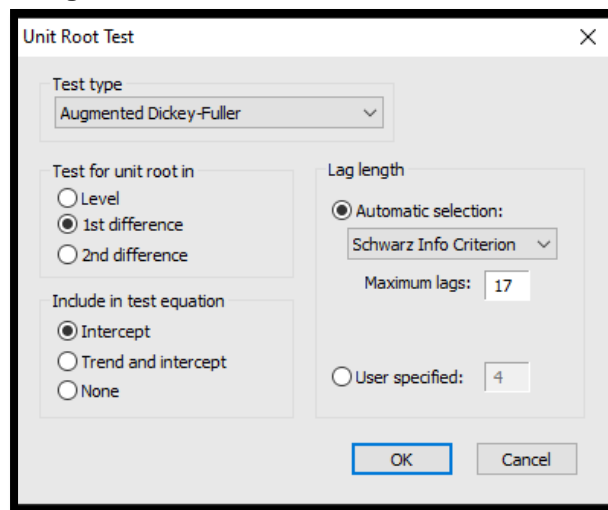 Unit Root Test
Test type
Augmented Dickey-Fuller
Test for unit root in
Level
1st difference
2nd difference
Include in test equation
Intercept
Trend and intercept
None
Lag length
Automatic selection:
Schwarz Info Criterion
Maximum lags: 17
User specified: 4
OK
Cancel